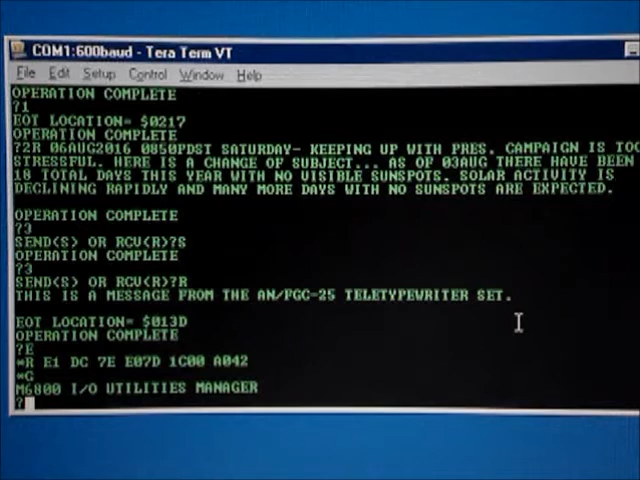 COM1:600baud - Tera Term VT
File Edit Setup Control Window Help
OPERATION COMPLETE
?1
EOT LOCATION= $0217
OPERATION COMPLETE
?2R 06AUG2016 0850PDST SATURDAY- KEEPING UP WITH PRES. CAMPAIGN IS TOO
STRESSFUL. HERE IS A CHANGE OF SUBJECT... AS OF 03AUG THERE HAVE BEEN
18 TOTAL DAYS THIS YEAR WITH NO VISIBLE SUNSPOTS. SOLAR ACTIVITY IS
DECLINING RAPIDLY AND MANY MORE DAYS WITH NO SUNSPOTS ARE EXPECTED.
OPERATION COMPLETE
?3
SEND(S) OR RCV(R)?S
OPERATION COMPLETE
?3
SEND(S) OR RCV(R)?R
THIS IS A MESSAGE FROM THE AN/FGC-25 TELETYPEWRITER SET.
EOT LOCATION= $013D
OPERATION COMPLETE
?E
*R E1 DC 7E E07D 1C00 A042
*G
M6800 I/O UTILITIES MANAGER
?